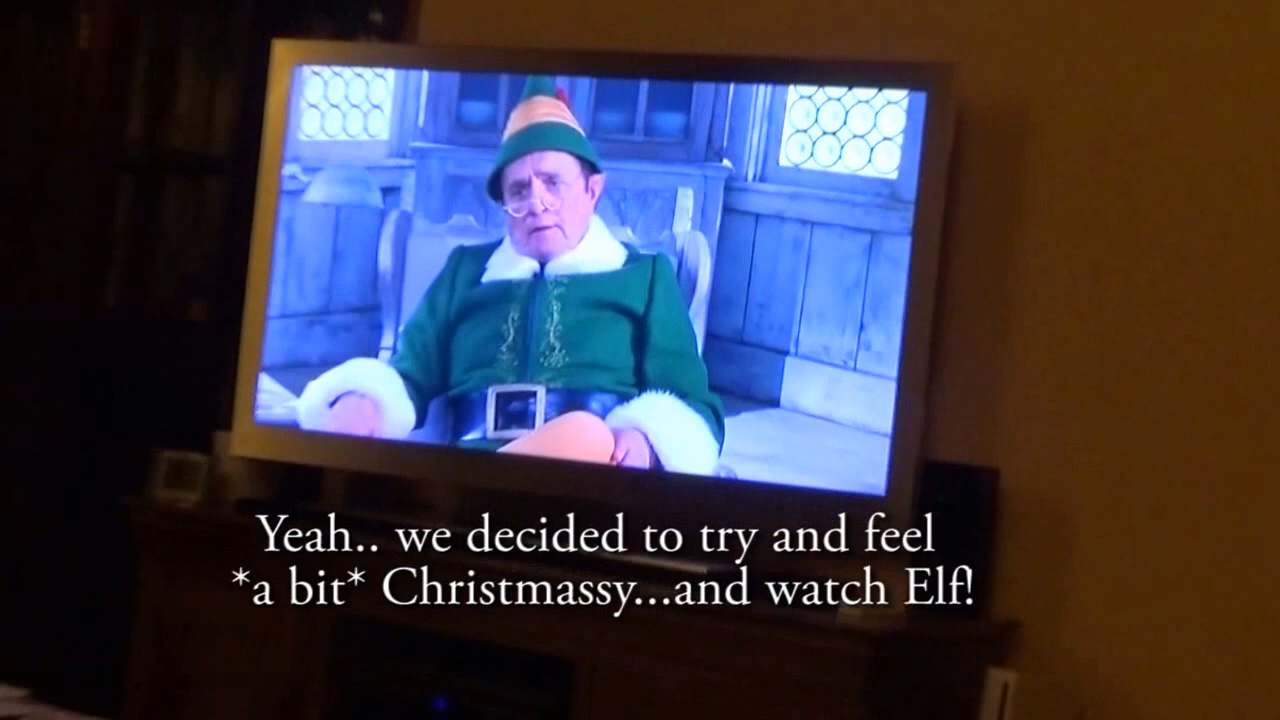 Yeah.. we decided to try and feel
*a bit* Christmassy...and watch Elf!